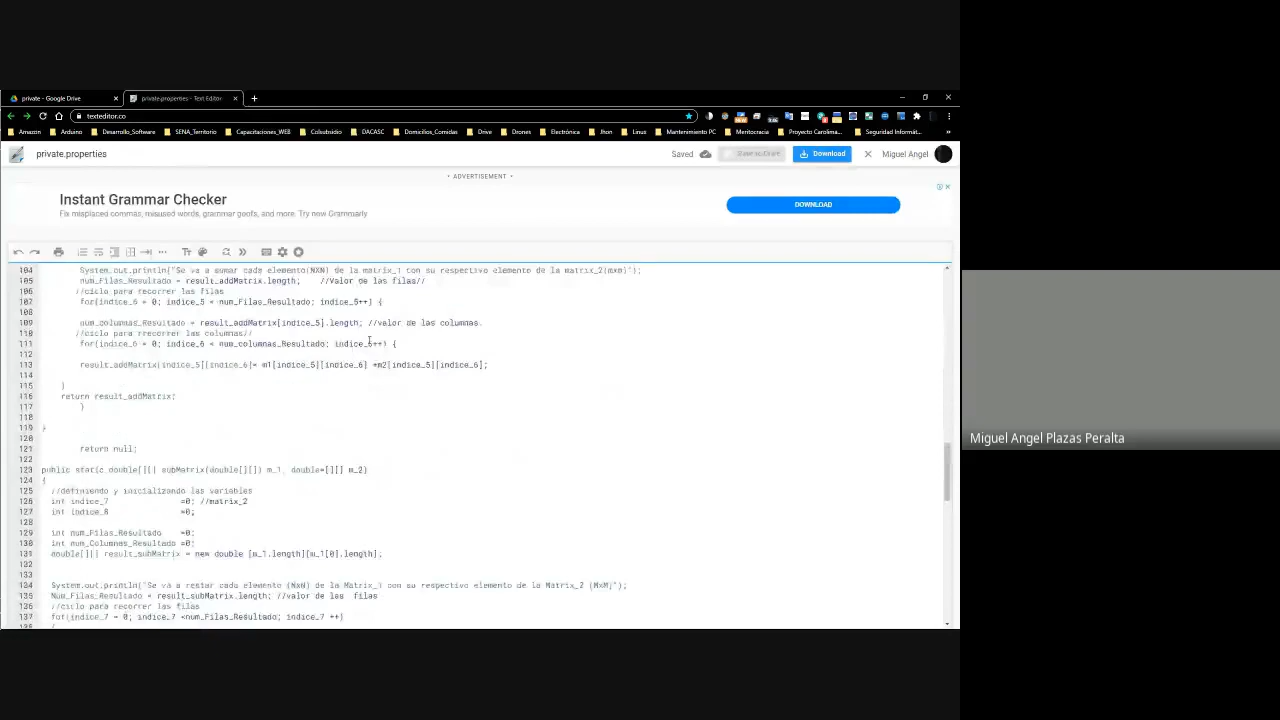 private - Google Drive
private.properties - Text Editor
texteditor.co
Amazon
Arduino
Desarrollo_Software
SENA_Territorio
Capacitaciones_WEB
Colsubsidio
DACASC
Domicilios_Comidas
Drive
Drones
Electrónica
Jhon
Linux
Mantenimiento PC
Meritocracia
Proyecto Carolina...
Seguridad Informát...
private.properties
Saved
Download
Miguel Angel
• ADVERTISEMENT •
Instant Grammar Checker
Fix misplaced commas, misused words, grammar goofs, and more. Try now Grammarly
DOWNLOAD
104 System.out.println("Se va a sumar cada elemento(NXN) de la matrix_1 con su respectivo elemento de la matrix_2(mxm)");
105 num_Filas_Resultado = result_addMatrix.length; //Valor de las filas//
106 //ciclo para recorrer las filas
107 for(indice_5 = 0; indice_5 < num_Filas_Resultado; indice_5++) {
108
109 num_columnas_Resultado = result_addMatrix[indice_5].length; //valor de las columnas.
110 //ciclo para rrecorrer las columnas//
111 for(indice_6 = 0; indice_6 < num_columnas_Resultado; indice_6++) {
112
113 result_addMatrix[indice_5][indice_6]= m1[indice_5][indice_6] +m2[indice_5][indice_6];
114
115 }
116 return result_addMatrix;
117 }
118
119 }
120
121 return null;
122
123 public static double[][] subMatrix(double[][] m_1, double=[][] m_2)
124 {
125 //definiendo y inicializando las variables
126 int indice_7 =0; //matrix_2
127 int indice_8 =0;
128
129 int num_Filas_Resultado =0;
130 int num_Columnes_Resultado =0;
131 double[][] result_subMatrix = new double [m_1.length][m_1[0].length];
132
134 System.out.println("Se va a restar cada elemento (NxN) de la Matrix_1 con su respectivo elemento de la Matrix_2 (MxM)");
135 Num_Filas_Resultado = result_subMatrix.length; //valor de las filas
136 //ciclo para recorrer las filas
137 for(indice_7 = 0; indice_7 <num_Filas_Resultado; indice_7 ++)
Miguel Angel Plazas Peralta